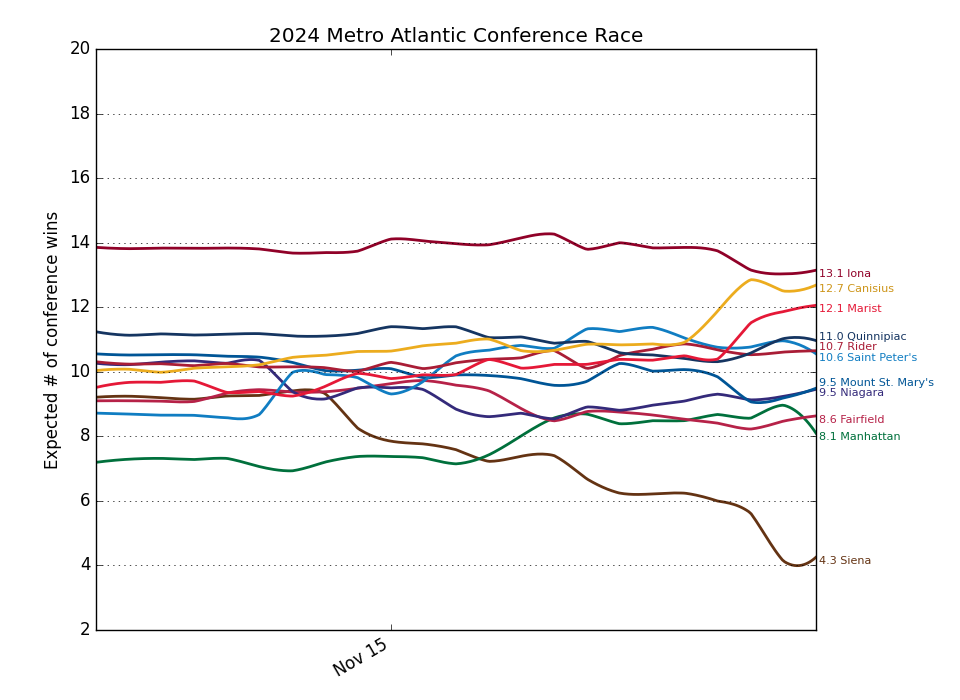 2024 Metro Atlantic Conference Race
Expected # of conference wins
20
18
16
14
12
10
8
6
4
2
Nov 15
13.1 Iona
12.7 Canisius
12.1 Marist
11.0 Quinnipiac
10.7 Rider
10.6 Saint Peter's
9.5 Mount St. Mary's
9.5 Niagara
8.6 Fairfield
8.1 Manhattan
4.3 Siena